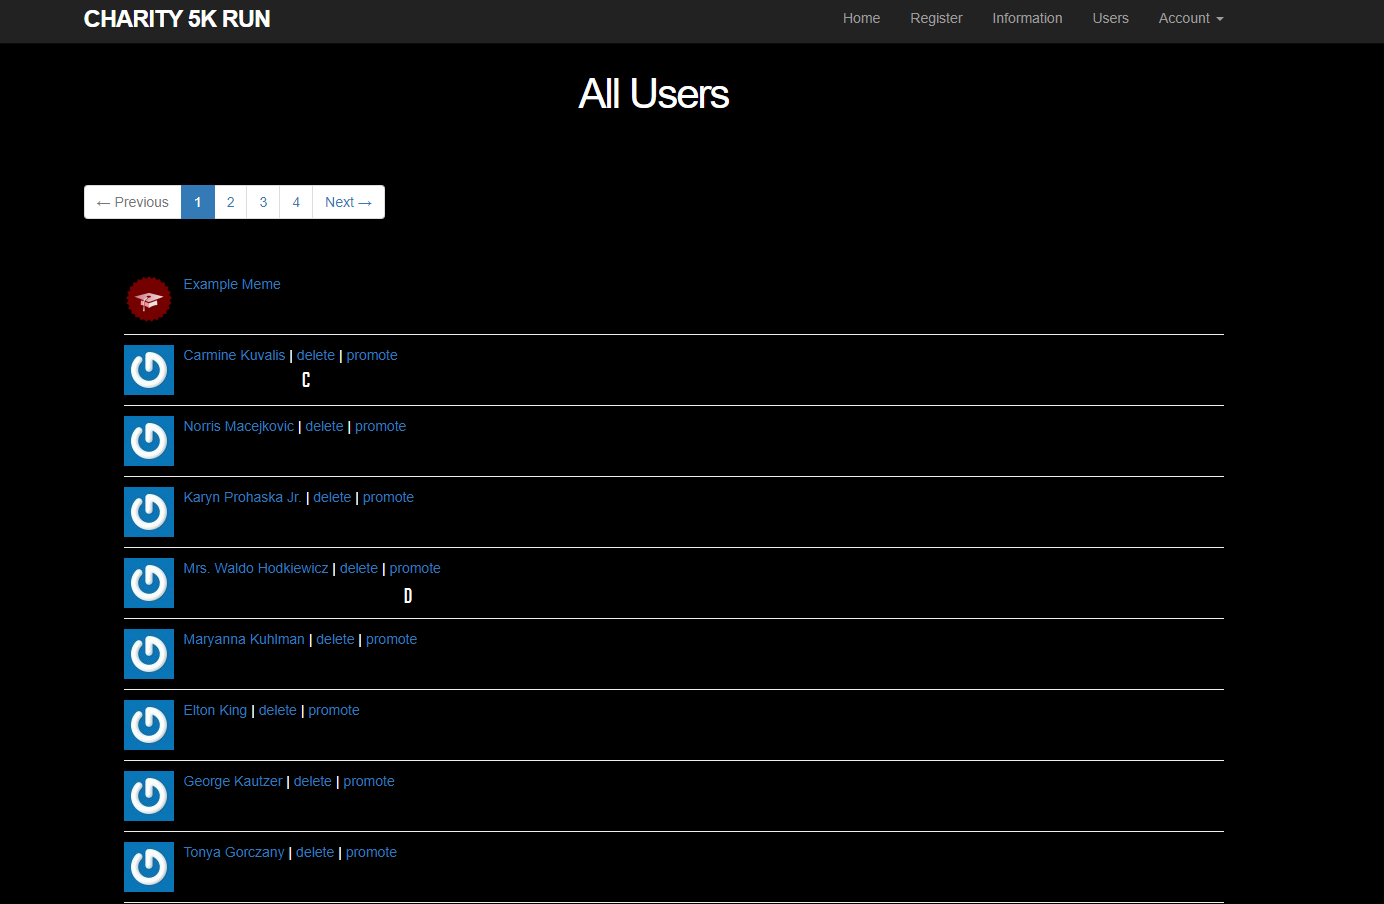 CHARITY 5K RUN Home Register Information Users Account
All Users
← Previous 1 2 3 4 Next →
Example Meme
Carmine Kuvalis | delete | promote
C
Norris Macejkovic | delete | promote
Karyn Prohaska Jr. | delete | promote
Mrs. Waldo Hodkiewicz | delete | promote
D
Maryanna Kuhlman | delete | promote
Elton King | delete | promote
George Kautzer | delete | promote
Tonya Gorczany | delete | promote